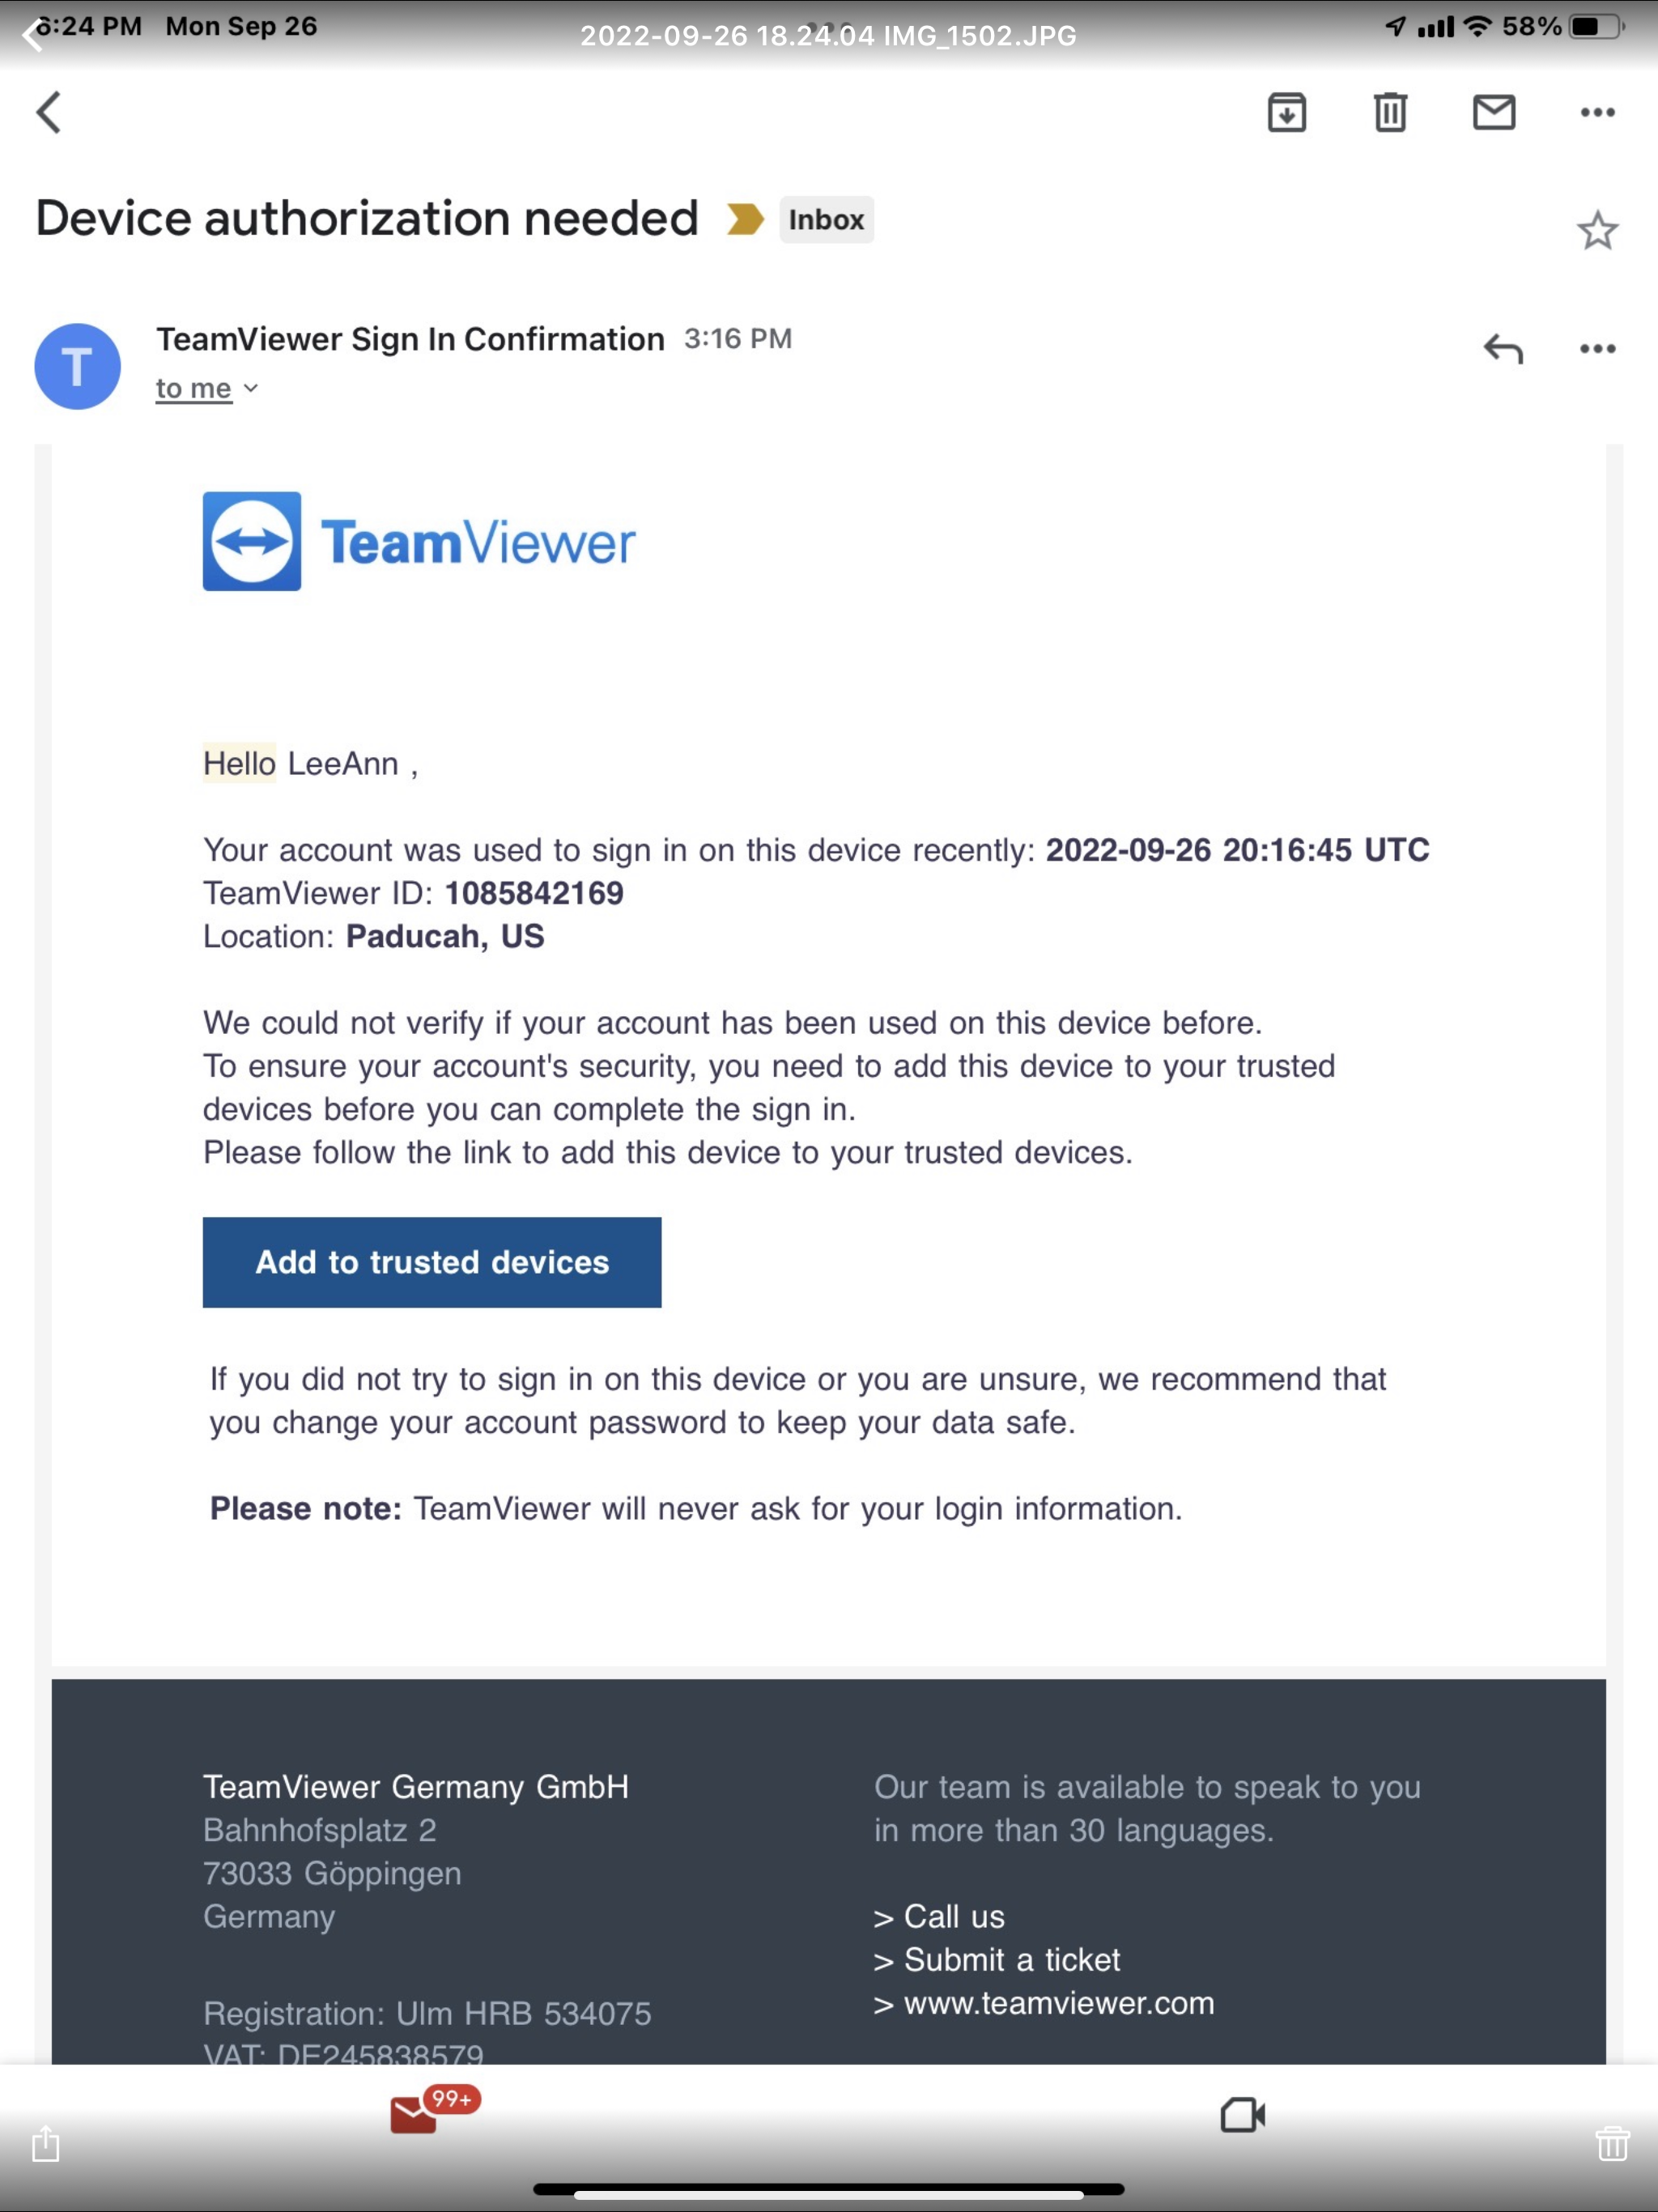 6:24 PM Mon Sep 26
2022-09-26 18.24.04 IMG_1502.JPG
58%
Device authorization needed Inbox
T
TeamViewer Sign In Confirmation 3:16 PM
to me
TeamViewer
Hello LeeAnn ,
Your account was used to sign in on this device recently: 2022-09-26 20:16:45 UTC
TeamViewer ID: 1085842169
Location: Paducah, US
We could not verify if your account has been used on this device before.
To ensure your account's security, you need to add this device to your trusted
devices before you can complete the sign in.
Please follow the link to add this device to your trusted devices.
Add to trusted devices
If you did not try to sign in on this device or you are unsure, we recommend that
you change your account password to keep your data safe.
Please note: TeamViewer will never ask for your login information.
TeamViewer Germany GmbH
Bahnhofsplatz 2
73033 Göppingen
Germany
Registration: Ulm HRB 534075
VAT: DE245838579
Our team is available to speak to you
in more than 30 languages.
> Call us
> Submit a ticket
> www.teamviewer.com
99+